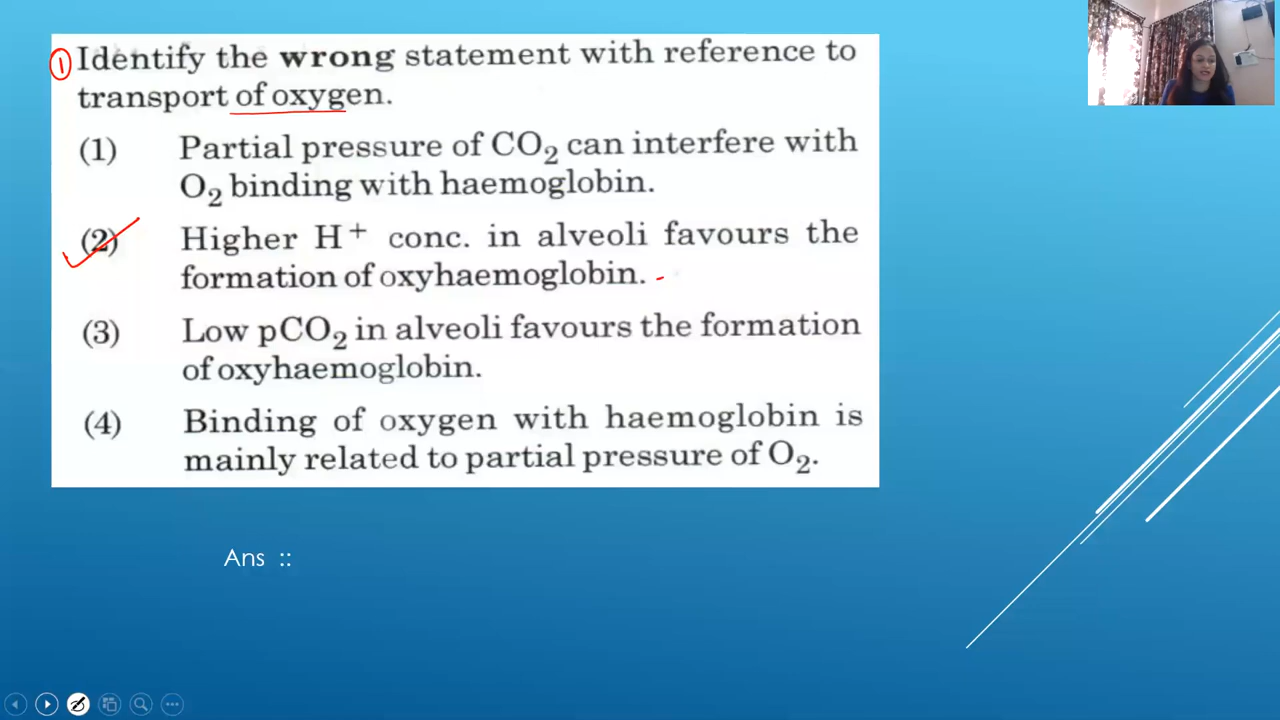 ① Identify the wrong statement with reference to
transport of oxygen.
(1) Partial pressure of CO₂ can interfere with
O₂ binding with haemoglobin.
(2) Higher H⁺ conc. in alveoli favours the
formation of oxyhaemoglobin.
(3) Low pCO₂ in alveoli favours the formation
of oxyhaemoglobin.
(4) Binding of oxygen with haemoglobin is
mainly related to partial pressure of O₂.
Ans ::